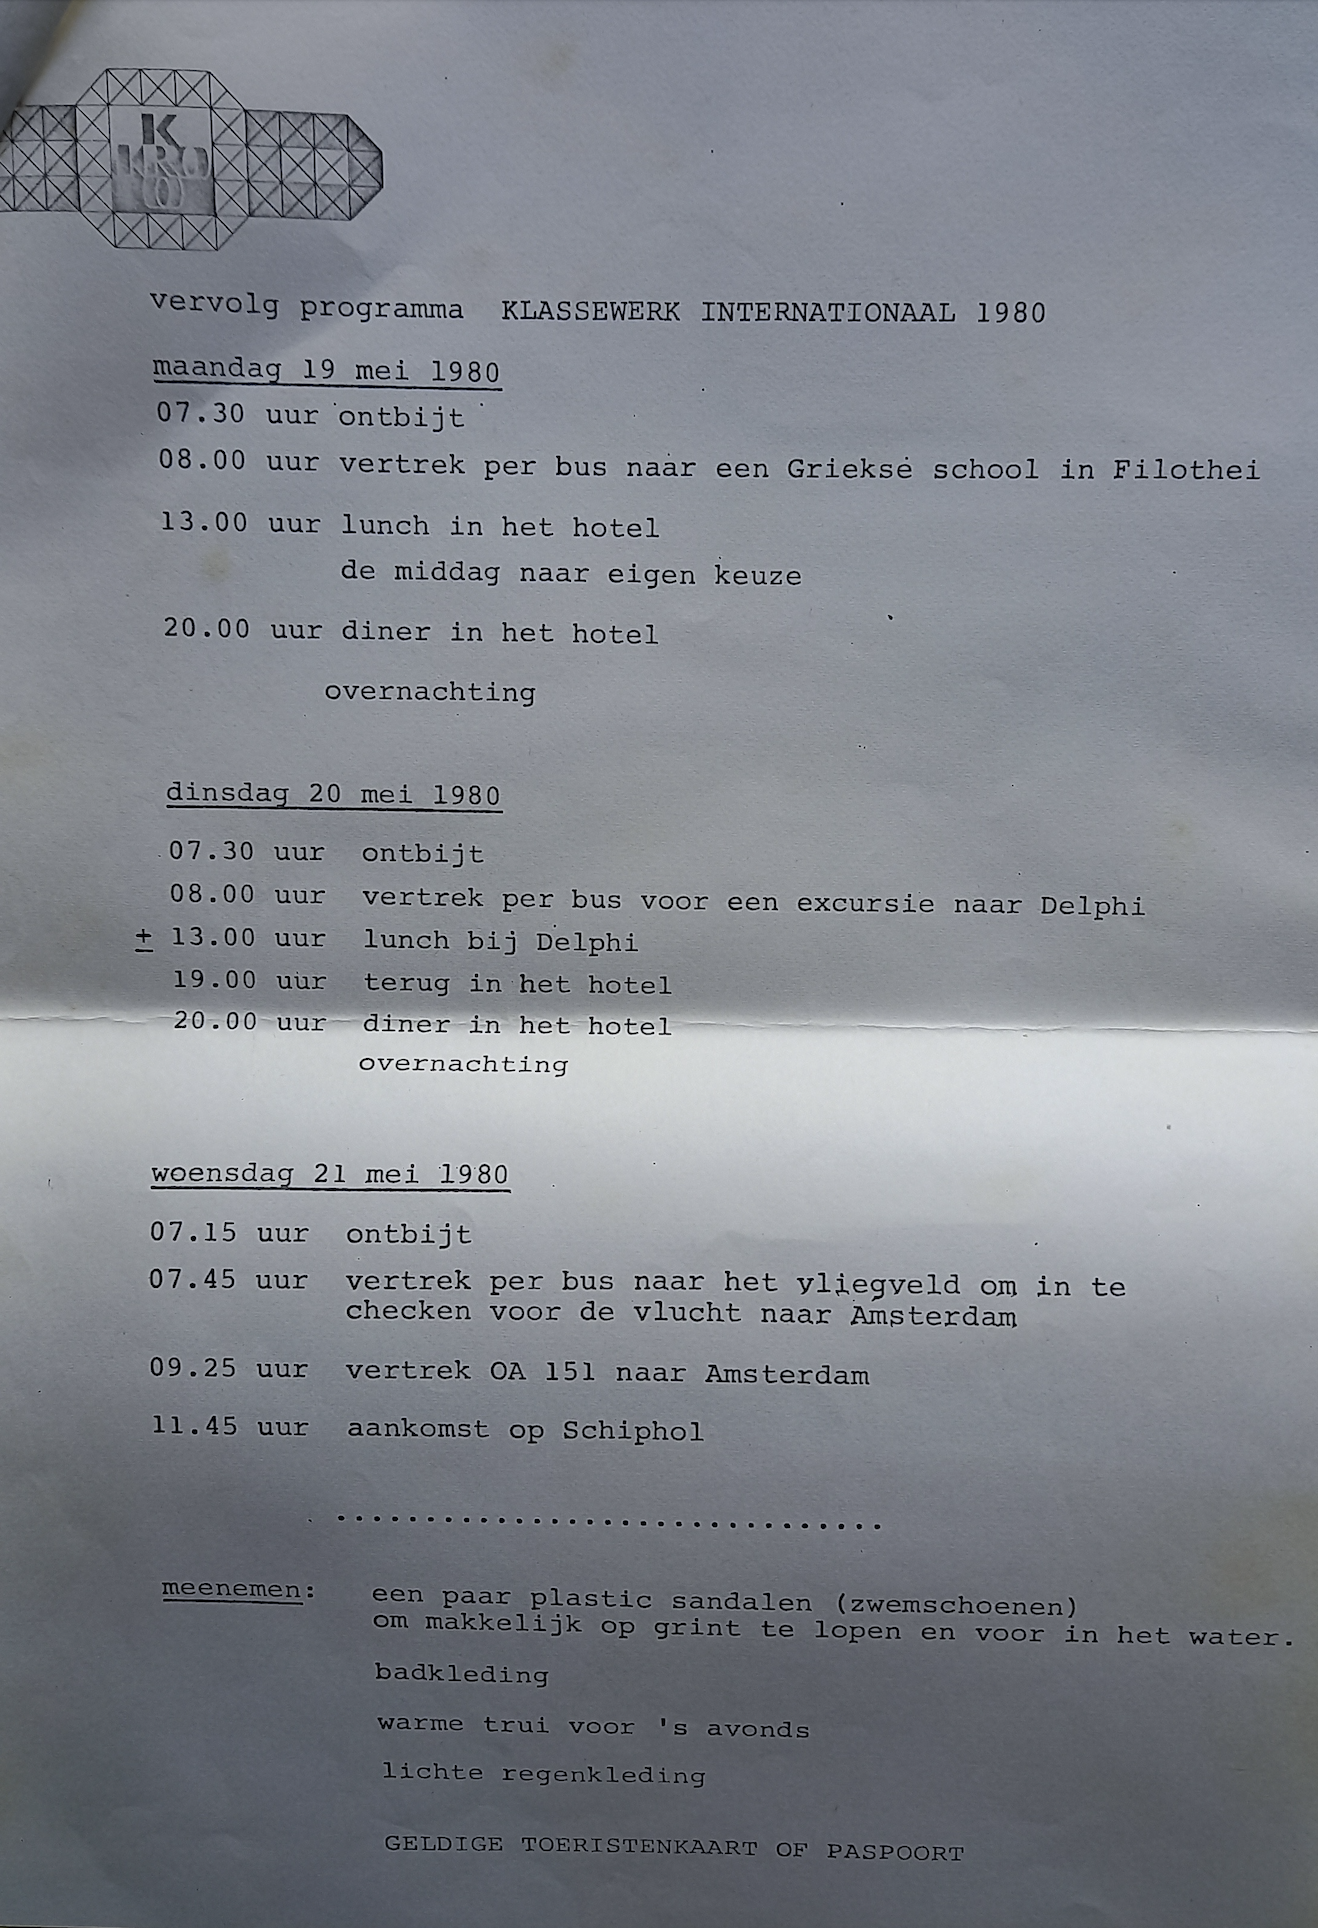 K
KRO
O
vervolg programma KLASSEWERK INTERNATIONAAL 1980
maandag 19 mei 1980
07.30 uur ontbijt
08.00 uur vertrek per bus naar een Griekse school in Filothei
13.00 uur lunch in het hotel
de middag naar eigen keuze
20.00 uur diner in het hotel
overnachting
dinsdag 20 mei 1980
07.30 uur ontbijt
08.00 uur vertrek per bus voor een excursie naar Delphi
± 13.00 uur lunch bij Delphi
19.00 uur terug in het hotel
20.00 uur diner in het hotel
overnachting
woensdag 21 mei 1980
07.15 uur ontbijt
07.45 uur vertrek per bus naar het vliegveld om in te
checken voor de vlucht naar Amsterdam
09.25 uur vertrek OA 151 naar Amsterdam
11.45 uur aankomst op Schiphol
...............................
meenemen: een paar plastic sandalen (zwemschoenen)
om makkelijk op grint te lopen en voor in het water.
badkleding
warme trui voor 's avonds
lichte regenkleding
GELDIGE TOERISTENKAART OF PASPOORT